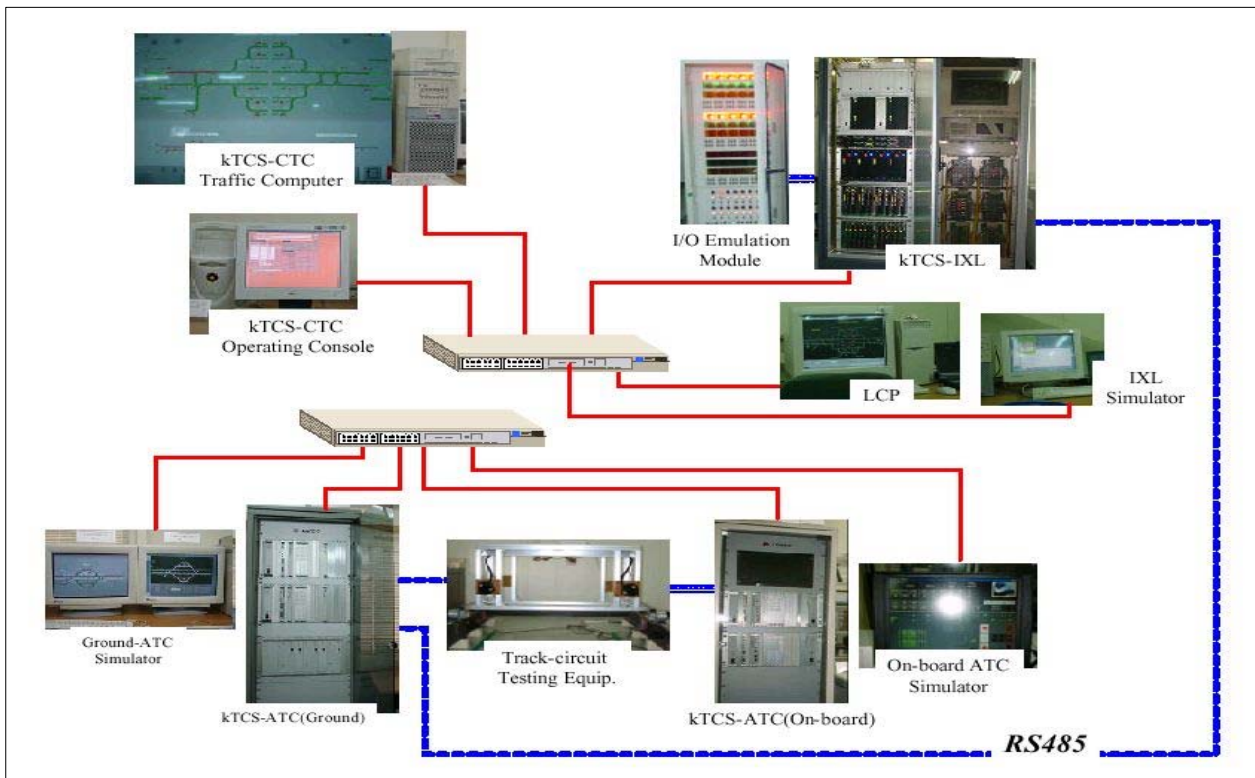 kTCS-CTC
Traffic Computer
I/O Emulation
Module
kTCS-IXL
kTCS-CTC
Operating Console
LCP
IXL
Simulator
Ground-ATC
Simulator
kTCS-ATC(Ground)
Track-circuit
Testing Equip.
kTCS-ATC(On-board)
On-board ATC
Simulator
RS485